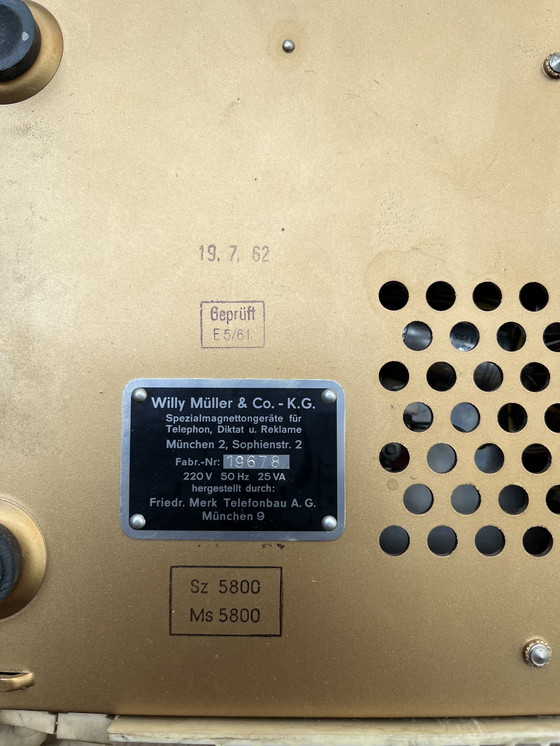 19. 7. 62
Geprüft
E 5/61
Willy Müller & Co. - K.G.
Spezialmagnettongeräte für
Telephon, Diktat u. Reklame
München 2, Sophienstr. 2
Fabr.-Nr: 19678
220 V 50 Hz 25 VA
hergestellt durch:
Friedr. Merk Telefonbau A. G.
München 9
Sz 5800
Ms 5800